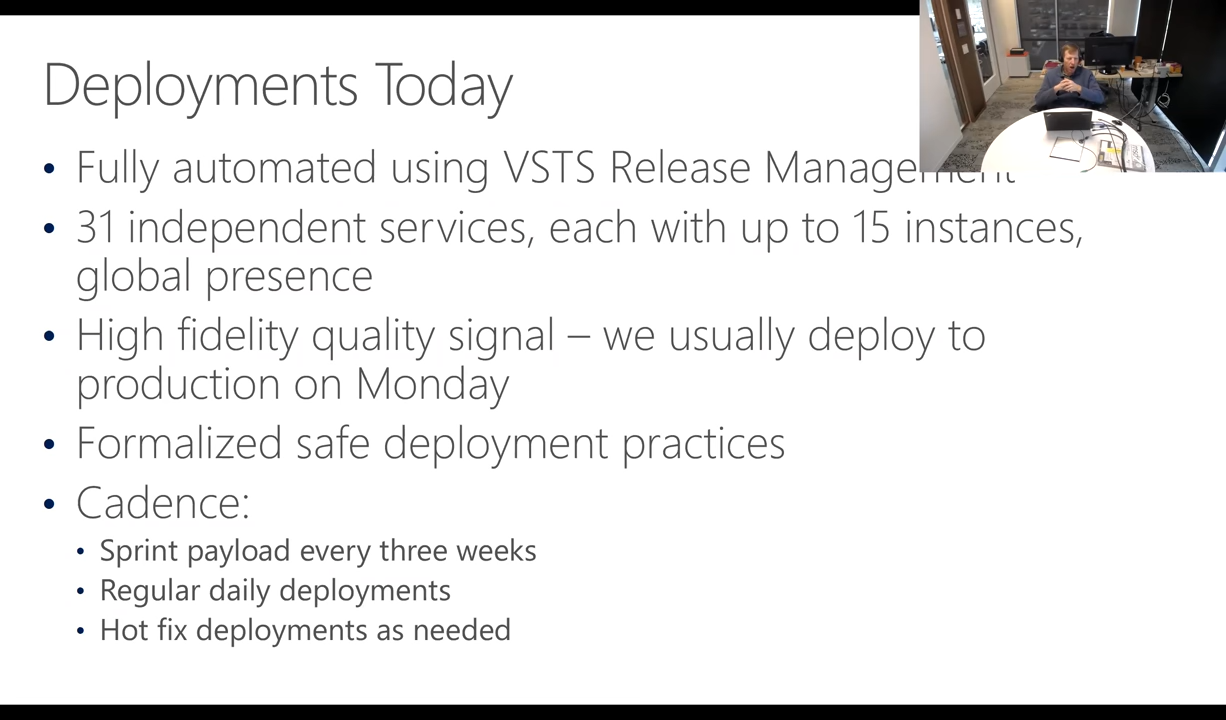 Deployments Today
• Fully automated using VSTS Release Management
• 31 independent services, each with up to 15 instances,
global presence
• High fidelity quality signal – we usually deploy to
production on Monday
• Formalized safe deployment practices
• Cadence:
• Sprint payload every three weeks
• Regular daily deployments
• Hot fix deployments as needed